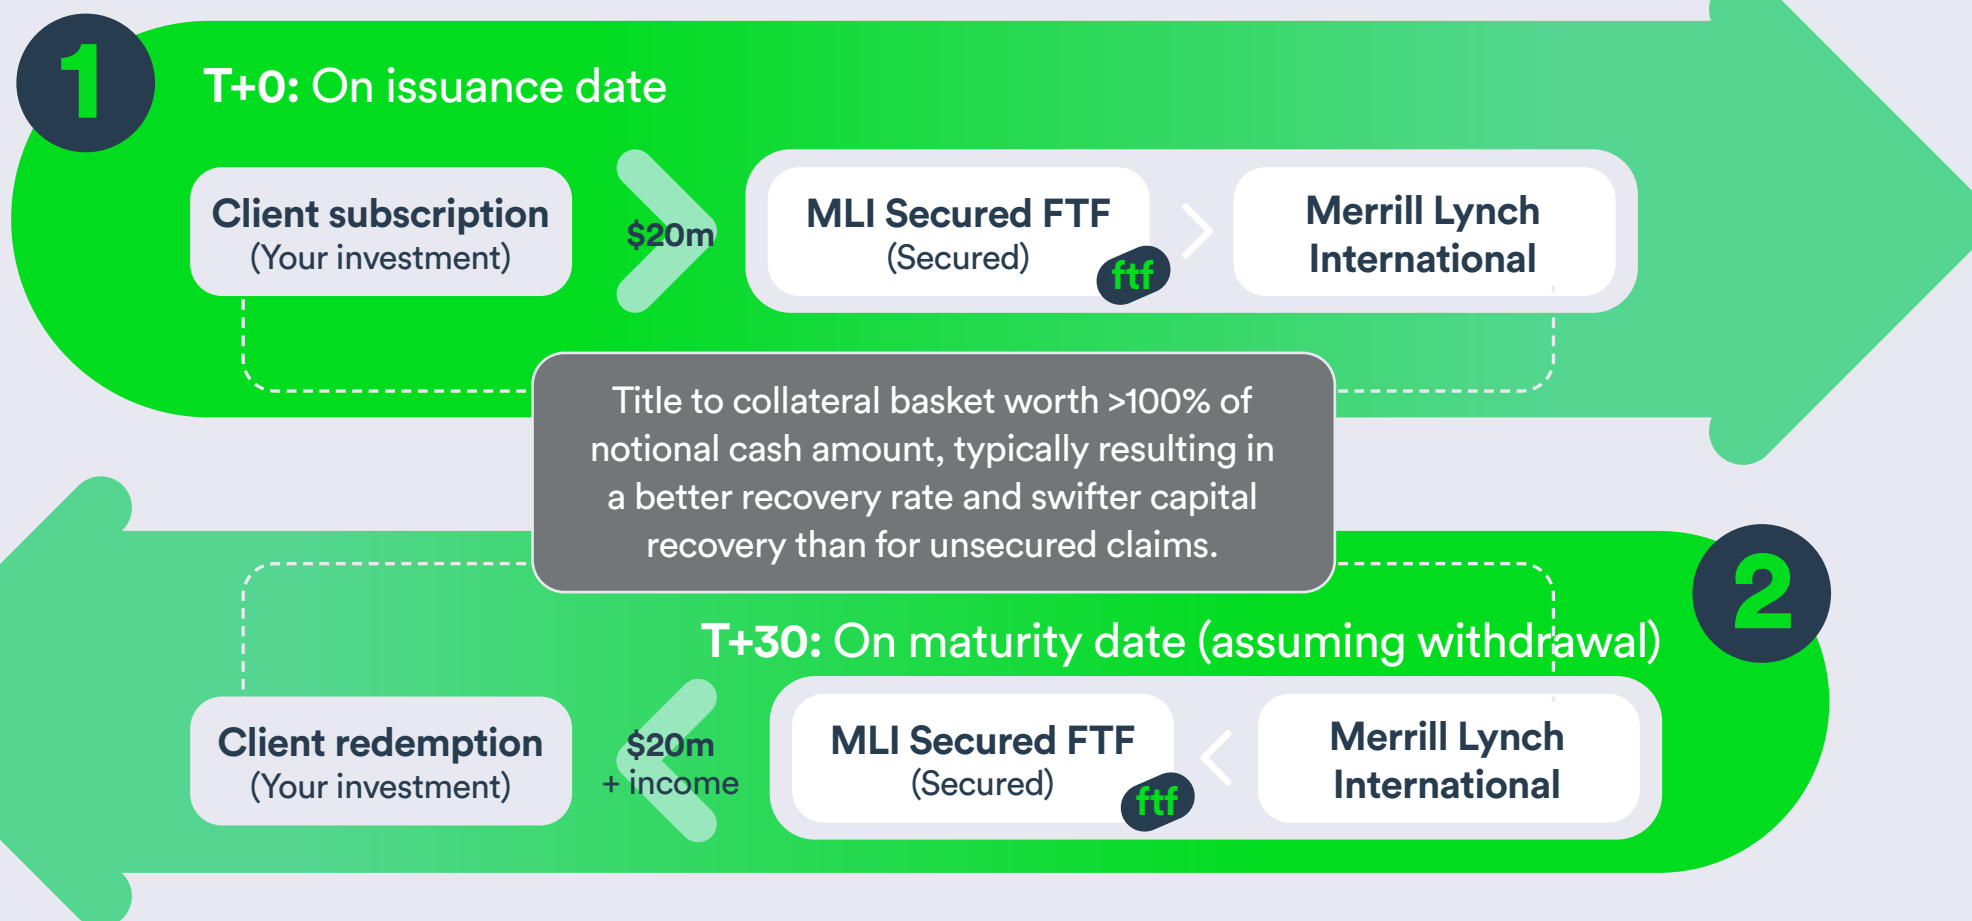 1
T+0: On issuance date
Client subscription
(Your investment)
$20m
MLI Secured FTF
(Secured)
ftf
Merrill Lynch
International
Title to collateral basket worth >100% of
notional cash amount, typically resulting in
a better recovery rate and swifter capital
recovery than for unsecured claims.
2
T+30: On maturity date (assuming withdrawal)
Client redemption
(Your investment)
$20m
+ income
MLI Secured FTF
(Secured)
ftf
Merrill Lynch
International